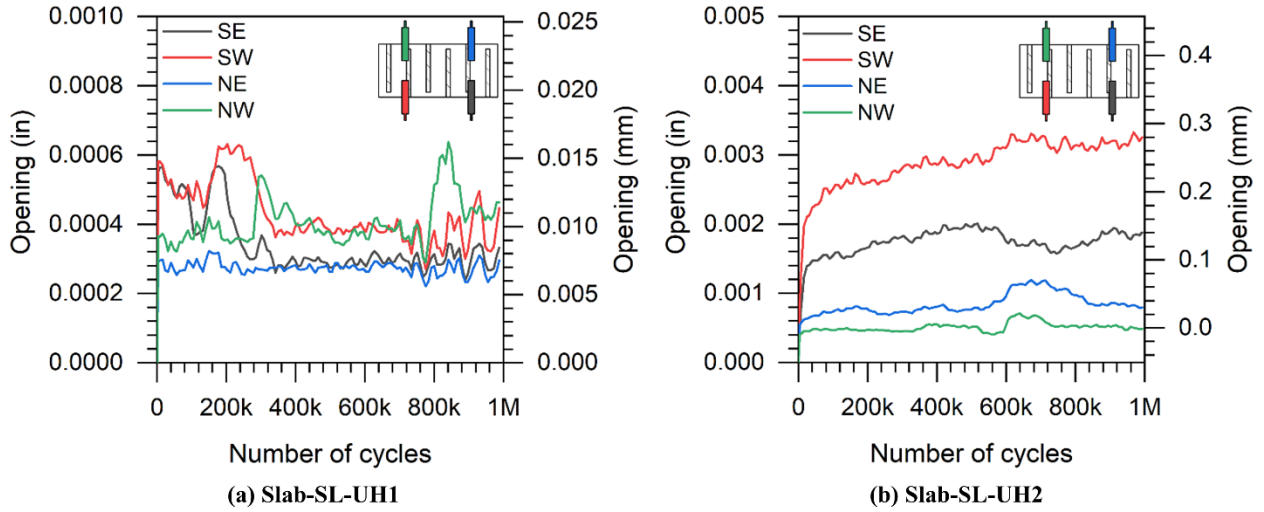 0.0010
0.0008
0.0006
0.0004
0.0002
0.0000
Opening (in)
SE
SW
NE
NW
0.025
0.020
0.015
0.010
0.005
0.000
Opening (mm)
0
200k
400k
600k
800k
1M
Number of cycles
(a) Slab-SL-UH1
0.005
0.004
0.003
0.002
0.001
0.000
Opening (in)
SE
SW
NE
NW
0.4
0.3
0.2
0.1
0.0
Opening (mm)
0
200k
400k
600k
800k
1M
Number of cycles
(b) Slab-SL-UH2